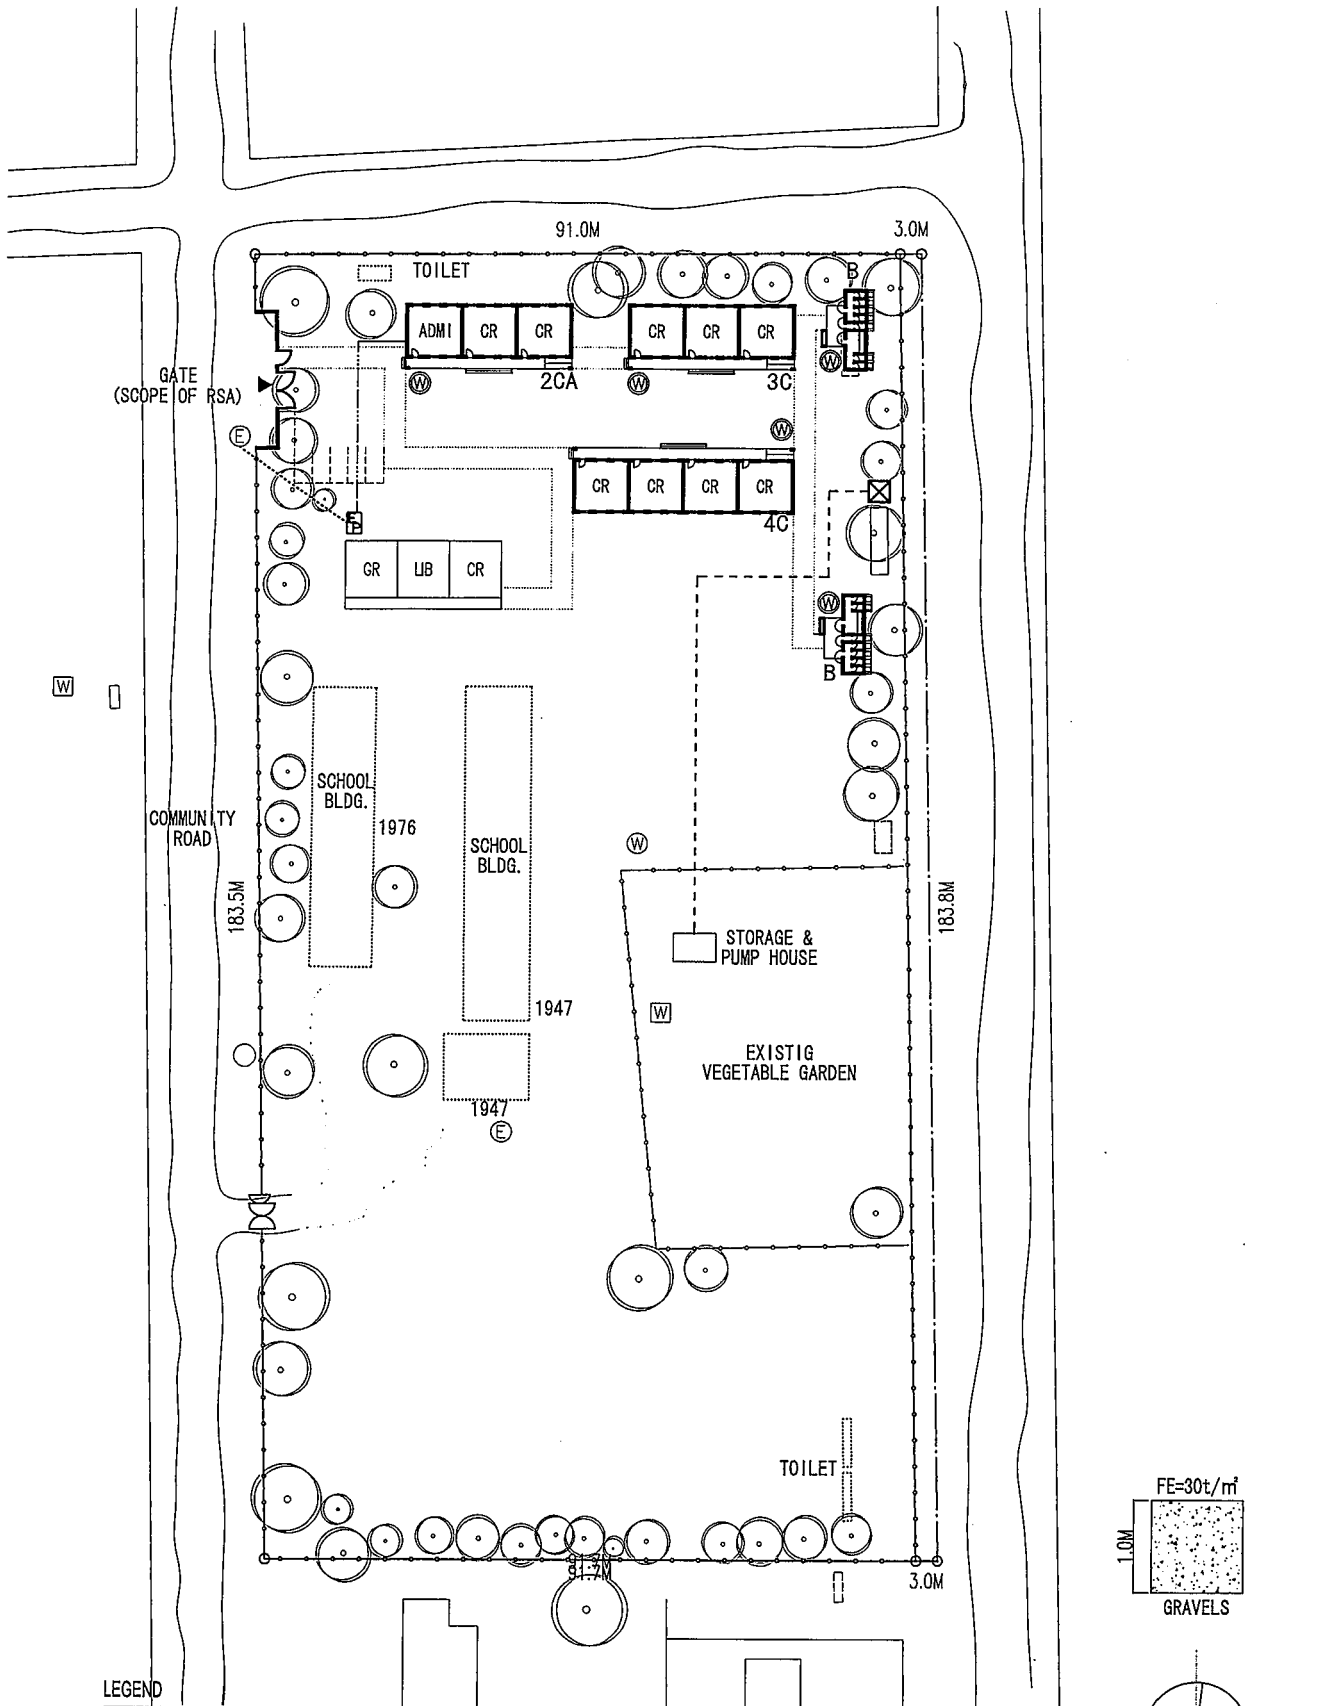 91.0M
3.0M
TOILET
B
ADMI
CR
CR
CR
CR
CR
GATE
(SCOPE OF RSA)
W
2CA
W
3C
W
E
W
CR
CR
CR
CR
4C
GR
LIB
CR
W
B
W
SCHOOL
BLDG.
1976
COMMUNITY
ROAD
SCHOOL
BLDG.
W
183.5M
183.8M
STORAGE &
PUMP HOUSE
1947
W
EXISTIG
VEGETABLE GARDEN
1947
E
TOILET
FE=30t/㎡
1.0M
GRAVELS
91.7M
3.0M
LEGEND